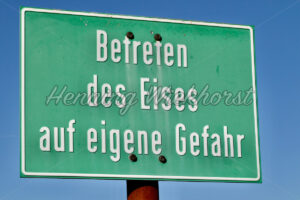 Betreten
des Eises
auf eigene Gefahr